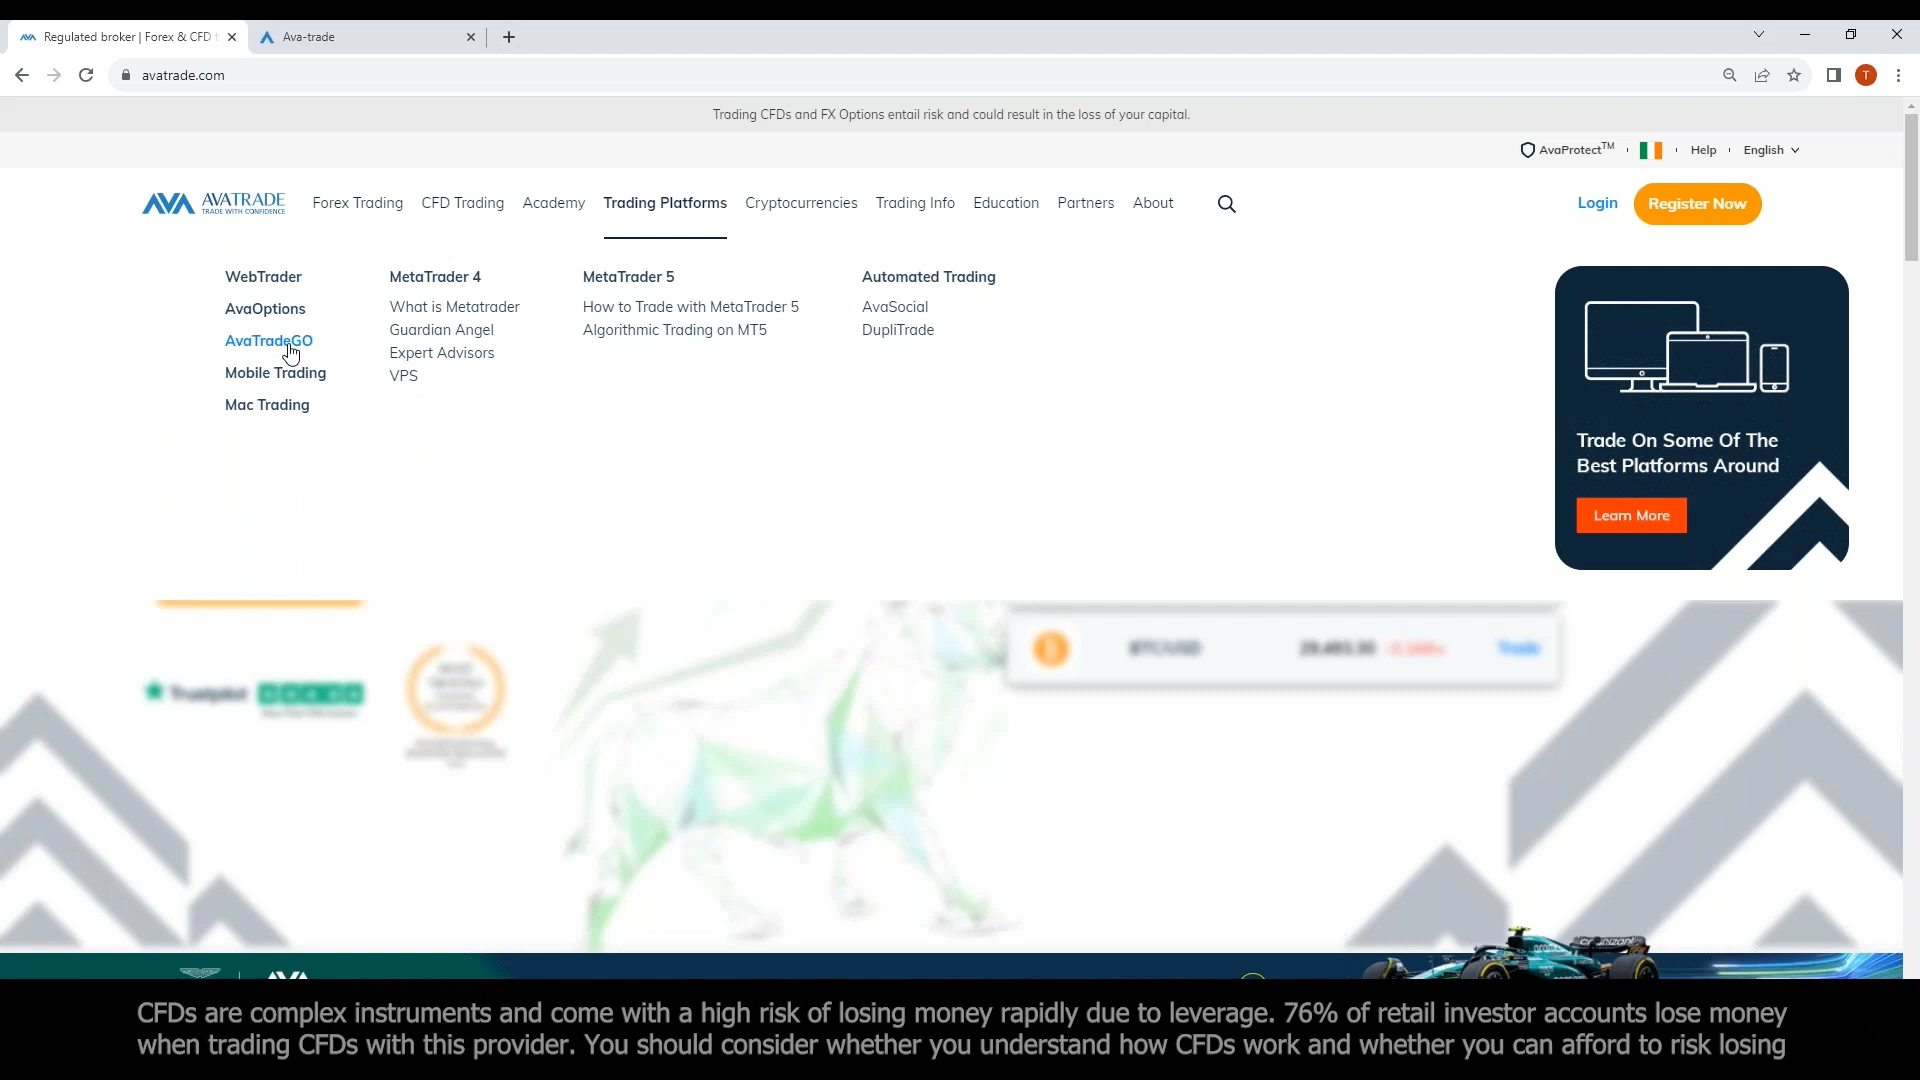 Regulated broker | Forex & CFD
Ava-trade
avatrade.com
T
Trading CFDs and FX Options entail risk and could result in the loss of your capital.
AvaProtect™ Help English
AVA AVATRADE
TRADE WITH CONFIDENCE
Forex Trading CFD Trading Academy Trading Platforms Cryptocurrencies Trading Info Education Partners About
Login Register Now
WebTrader
AvaOptions
AvaTradeGO
Mobile Trading
Mac Trading
MetaTrader 4
What is Metatrader
Guardian Angel
Expert Advisors
VPS
MetaTrader 5
How to Trade with MetaTrader 5
Algorithmic Trading on MT5
Automated Trading
AvaSocial
DupliTrade
Trade On Some Of The
Best Platforms Around
Learn More
BTC/USD Trade
Trustpilot
CFDs are complex instruments and come with a high risk of losing money rapidly due to leverage. 76% of retail investor accounts lose money
when trading CFDs with this provider. You should consider whether you understand how CFDs work and whether you can afford to risk losing